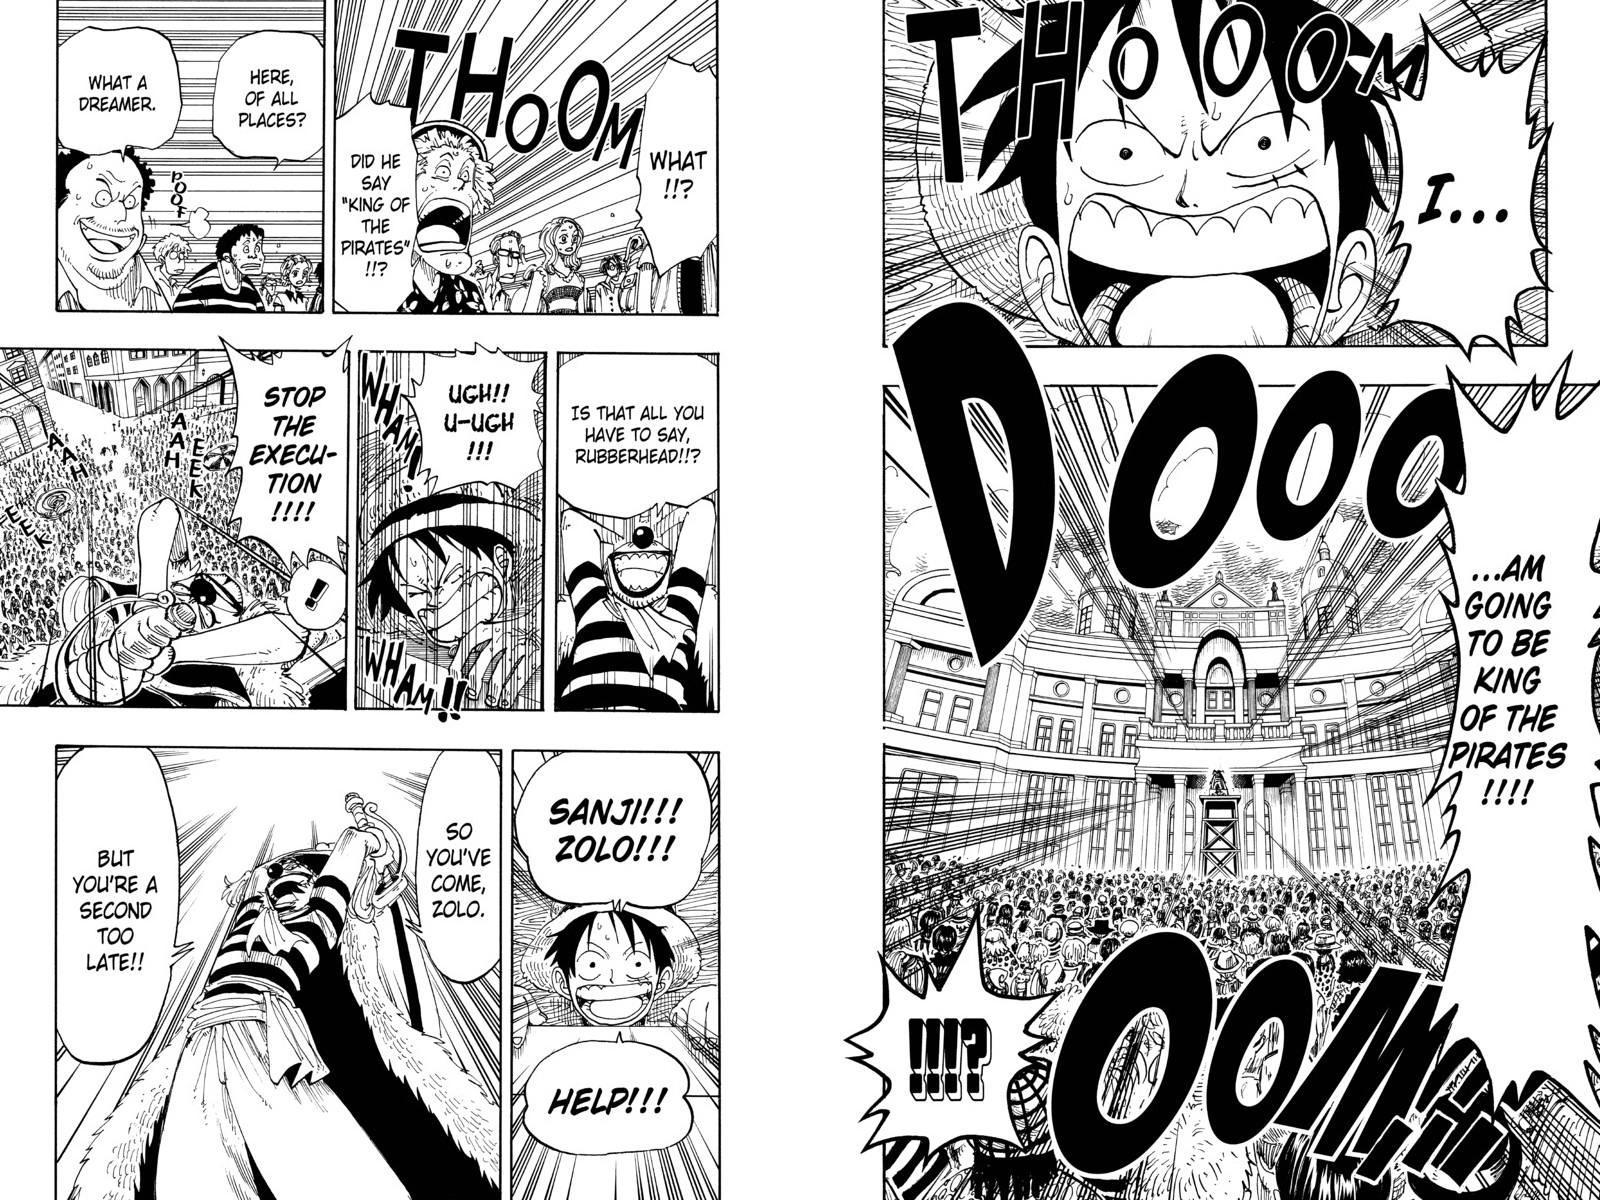 THOOOM
I...
DOOO
...AM
GOING
TO BE
KING
OF THE
PIRATES
!!!!
OOOM!!
!!!?
WHAT
!!?
THOOM
DID HE
SAY
"KING OF
THE
PIRATES"
!!?
HERE,
OF ALL
PLACES?
WHAT A
DREAMER.
POOF
IS THAT ALL YOU
HAVE TO SAY,
RUBBERHEAD!!?
UGH!!
U-UGH
!!!
WHAM!
WHAM!!
STOP
THE
EXECU-
TION
!!!!
!
EEEK
AAH
AAH
EEEK
SANJI!!!
ZOLO!!!
HELP!!!
SO
YOU'VE
COME,
ZOLO.
BUT
YOU'RE A
SECOND
TOO
LATE!!